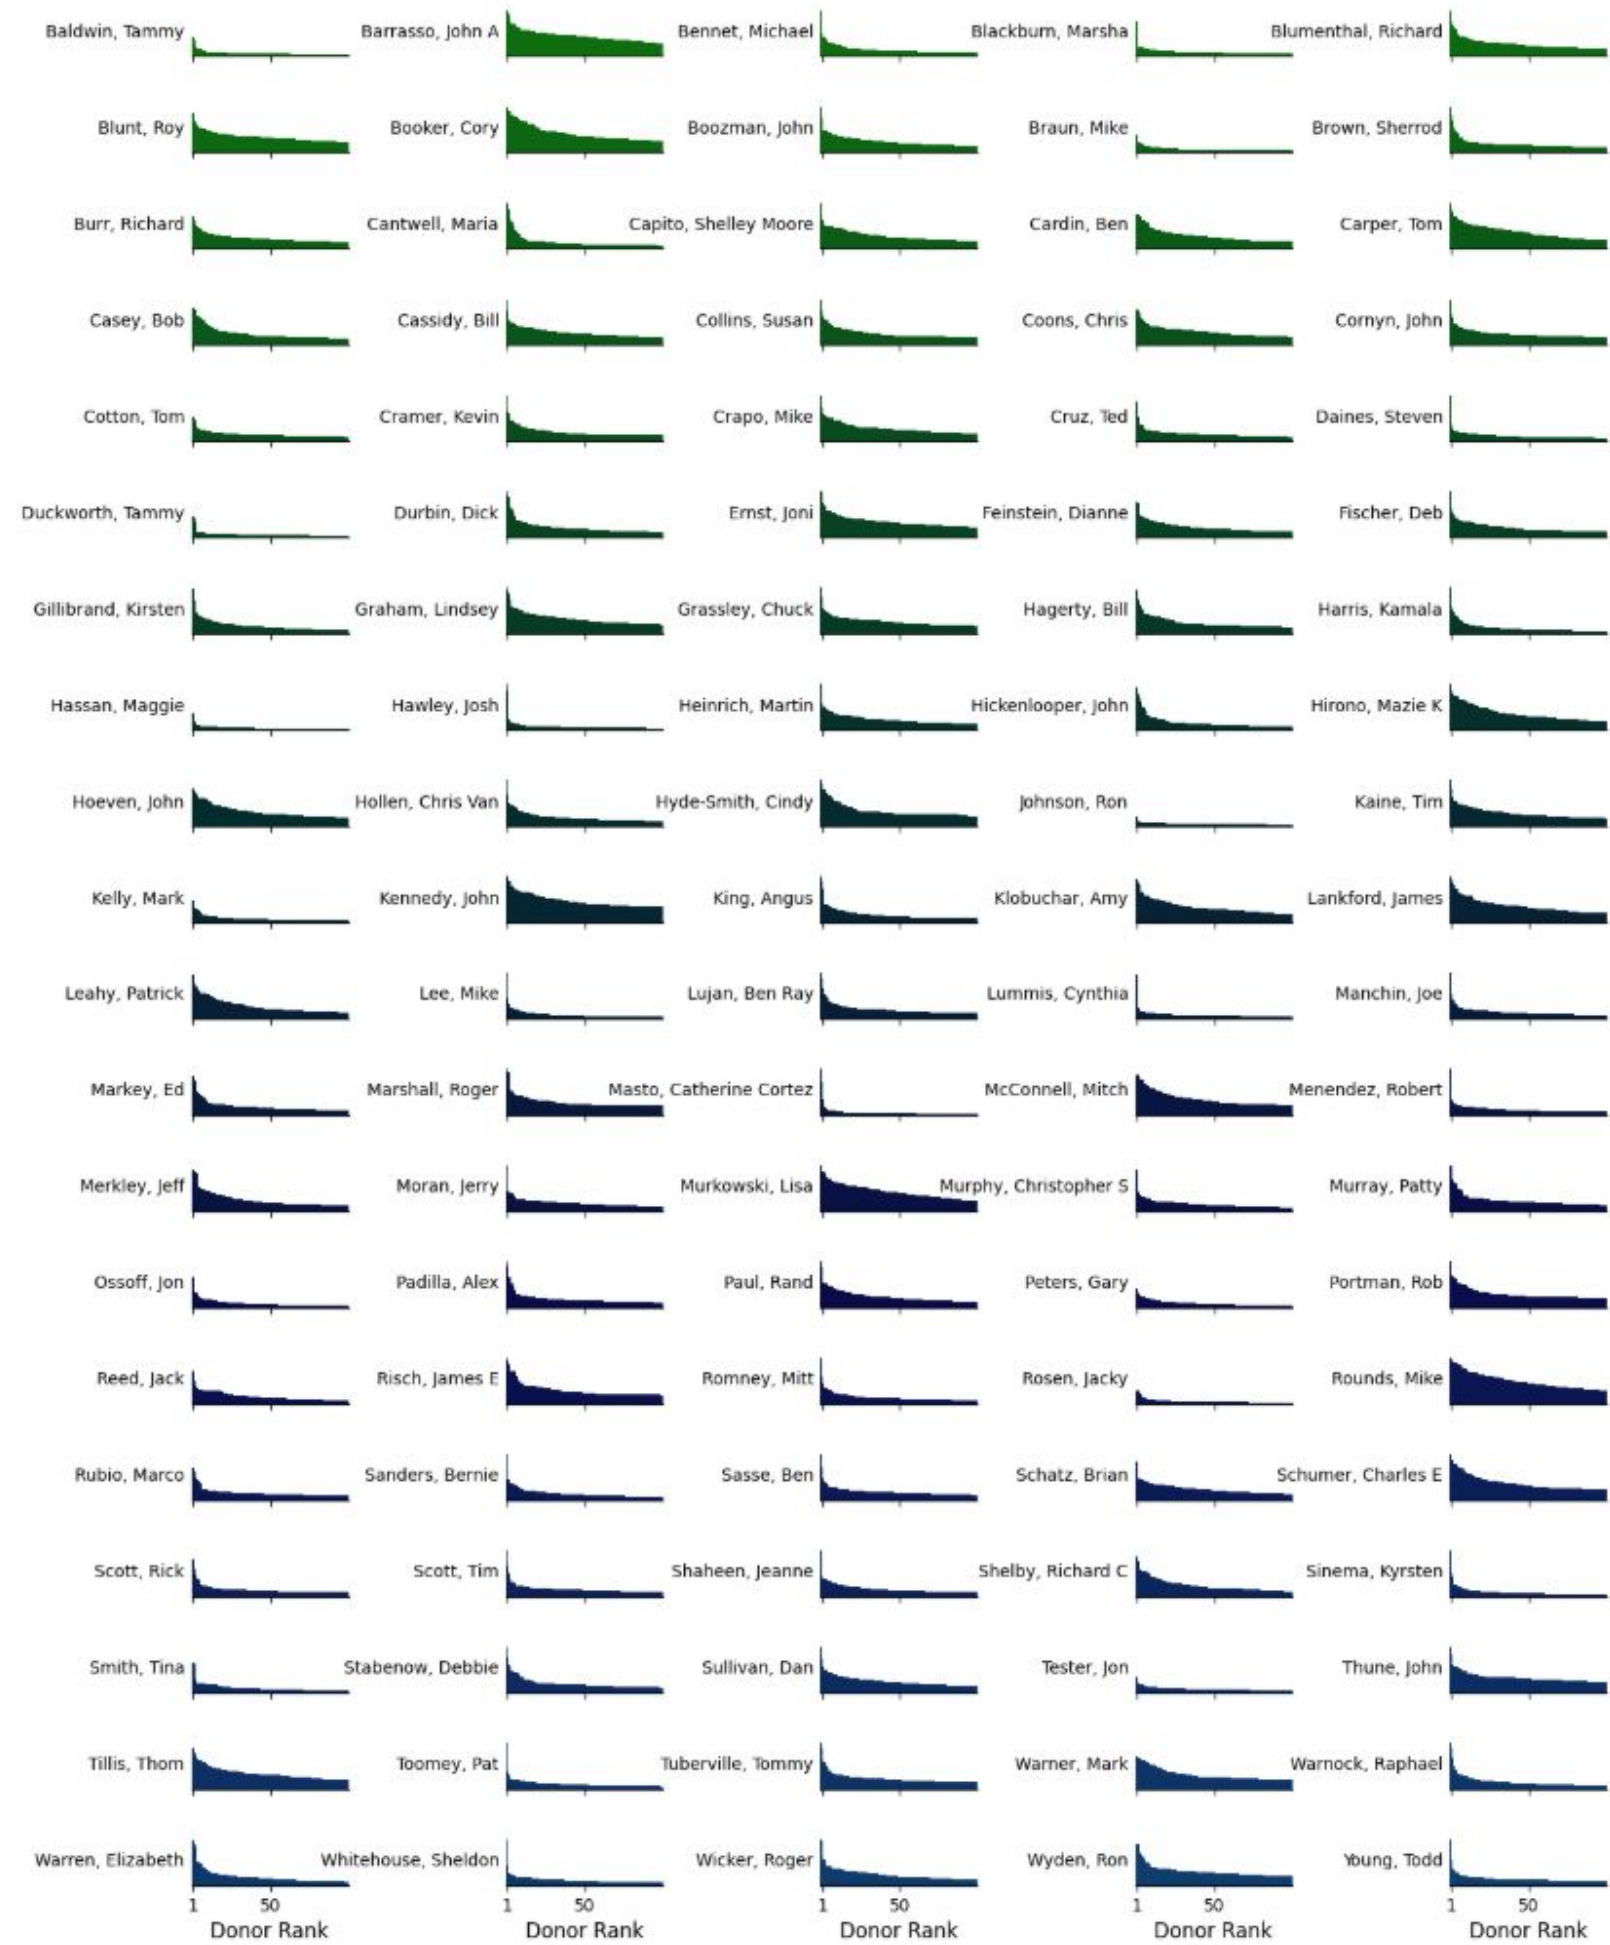 Baldwin, Tammy Barrasso, John A Bennet, Michael Blackburn, Marsha Blumenthal, Richard
Blunt, Roy Booker, Cory Boozman, John Braun, Mike Brown, Sherrod
Burr, Richard Cantwell, Maria Capito, Shelley Moore Cardin, Ben Carper, Tom
Casey, Bob Cassidy, Bill Collins, Susan Coons, Chris Cornyn, John
Cotton, Tom Cramer, Kevin Crapo, Mike Cruz, Ted Daines, Steven
Duckworth, Tammy Durbin, Dick Ernst, Joni Feinstein, Dianne Fischer, Deb
Gillibrand, Kirsten Graham, Lindsey Grassley, Chuck Hagerty, Bill Harris, Kamala
Hassan, Maggie Hawley, Josh Heinrich, Martin Hickenlooper, John Hirono, Mazie K
Hoeven, John Hollen, Chris Van Hyde-Smith, Cindy Johnson, Ron Kaine, Tim
Kelly, Mark Kennedy, John King, Angus Klobuchar, Amy Lankford, James
Leahy, Patrick Lee, Mike Lujan, Ben Ray Lummis, Cynthia Manchin, Joe
Markey, Ed Marshall, Roger Masto, Catherine Cortez McConnell, Mitch Menendez, Robert
Merkley, Jeff Moran, Jerry Murkowski, Lisa Murphy, Christopher S Murray, Patty
Ossoff, Jon Padilla, Alex Paul, Rand Peters, Gary Portman, Rob
Reed, Jack Risch, James E Romney, Mitt Rosen, Jacky Rounds, Mike
Rubio, Marco Sanders, Bernie Sasse, Ben Schatz, Brian Schumer, Charles E
Scott, Rick Scott, Tim Shaheen, Jeanne Shelby, Richard C Sinema, Kyrsten
Smith, Tina Stabenow, Debbie Sullivan, Dan Tester, Jon Thune, John
Tillis, Thom Toomey, Pat Tuberville, Tommy Warner, Mark Warnock, Raphael
Warren, Elizabeth Whitehouse, Sheldon Wicker, Roger Wyden, Ron Young, Todd
1 50 1 50 1 50 1 50 1 50
Donor Rank Donor Rank Donor Rank Donor Rank Donor Rank